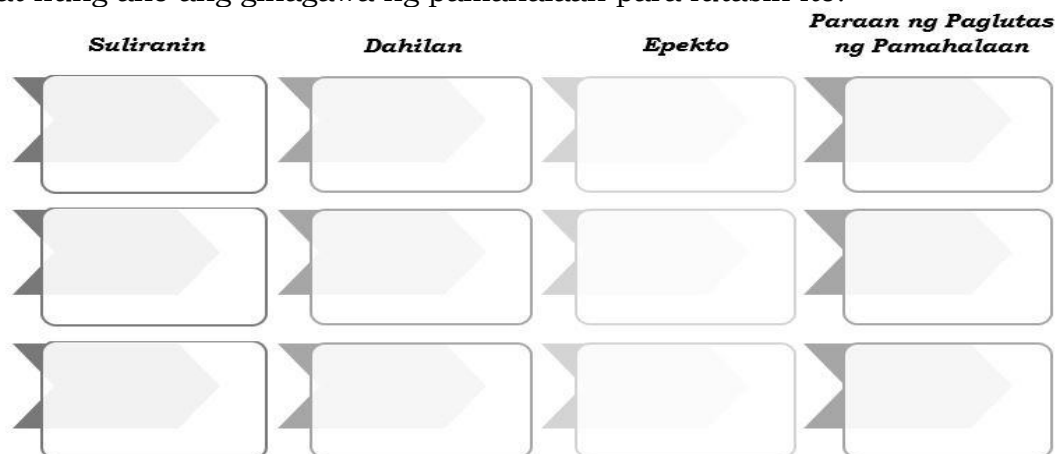 Suliranin
Dahilan
Epekto
Paraan ng Paglutas
ng Pamahalaan